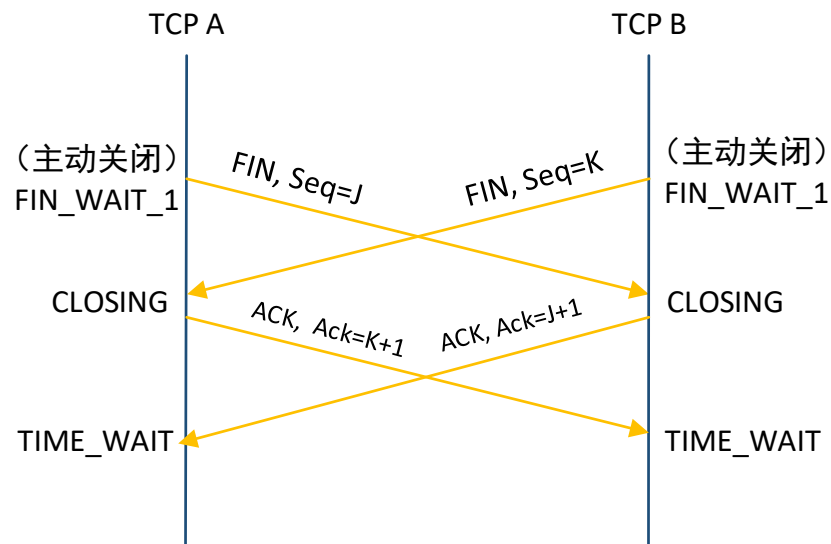 TCP A
TCP B
（主动关闭）
FIN_WAIT_1
FIN, Seq=J
FIN, Seq=K
（主动关闭）
FIN_WAIT_1
CLOSING
CLOSING
ACK, Ack=K+1
ACK, Ack=J+1
TIME_WAIT
TIME_WAIT